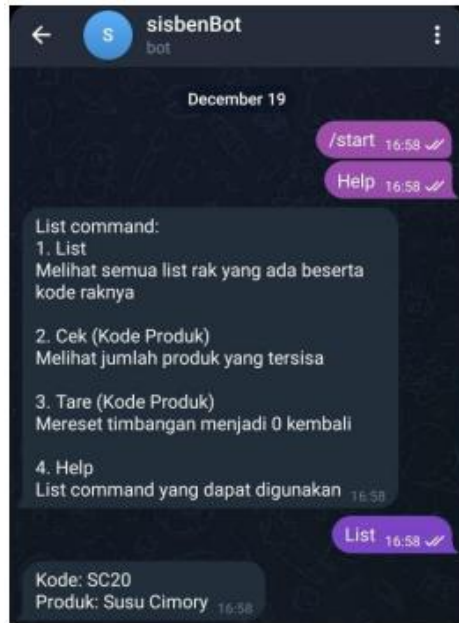 S
sisbenBot
bot
December 19
/start 16:58
Help 16:58
List command:
1. List
Melihat semua list rak yang ada beserta
kode raknya
2. Cek (Kode Produk)
Melihat jumlah produk yang tersisa
3. Tare (Kode Produk)
Mereset timbangan menjadi 0 kembali
4. Help
List command yang dapat digunakan 16:58
List 16:58
Kode: SC20
Produk: Susu Cimory 16:58